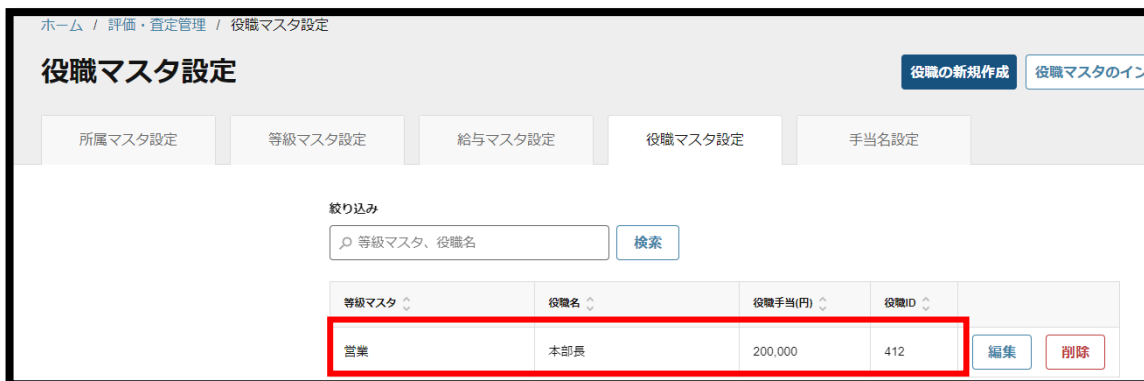 ホーム / 評価・査定管理 / 役職マスタ設定
役職マスタ設定
役職の新規作成 役職マスタのイン
所属マスタ設定 等級マスタ設定 給与マスタ設定 役職マスタ設定 手当名設定
絞り込み
等級マスタ、役職名 検索
等級マスタ 役職名 役職手当(円) 役職ID
営業 本部長 200,000 412 編集 削除